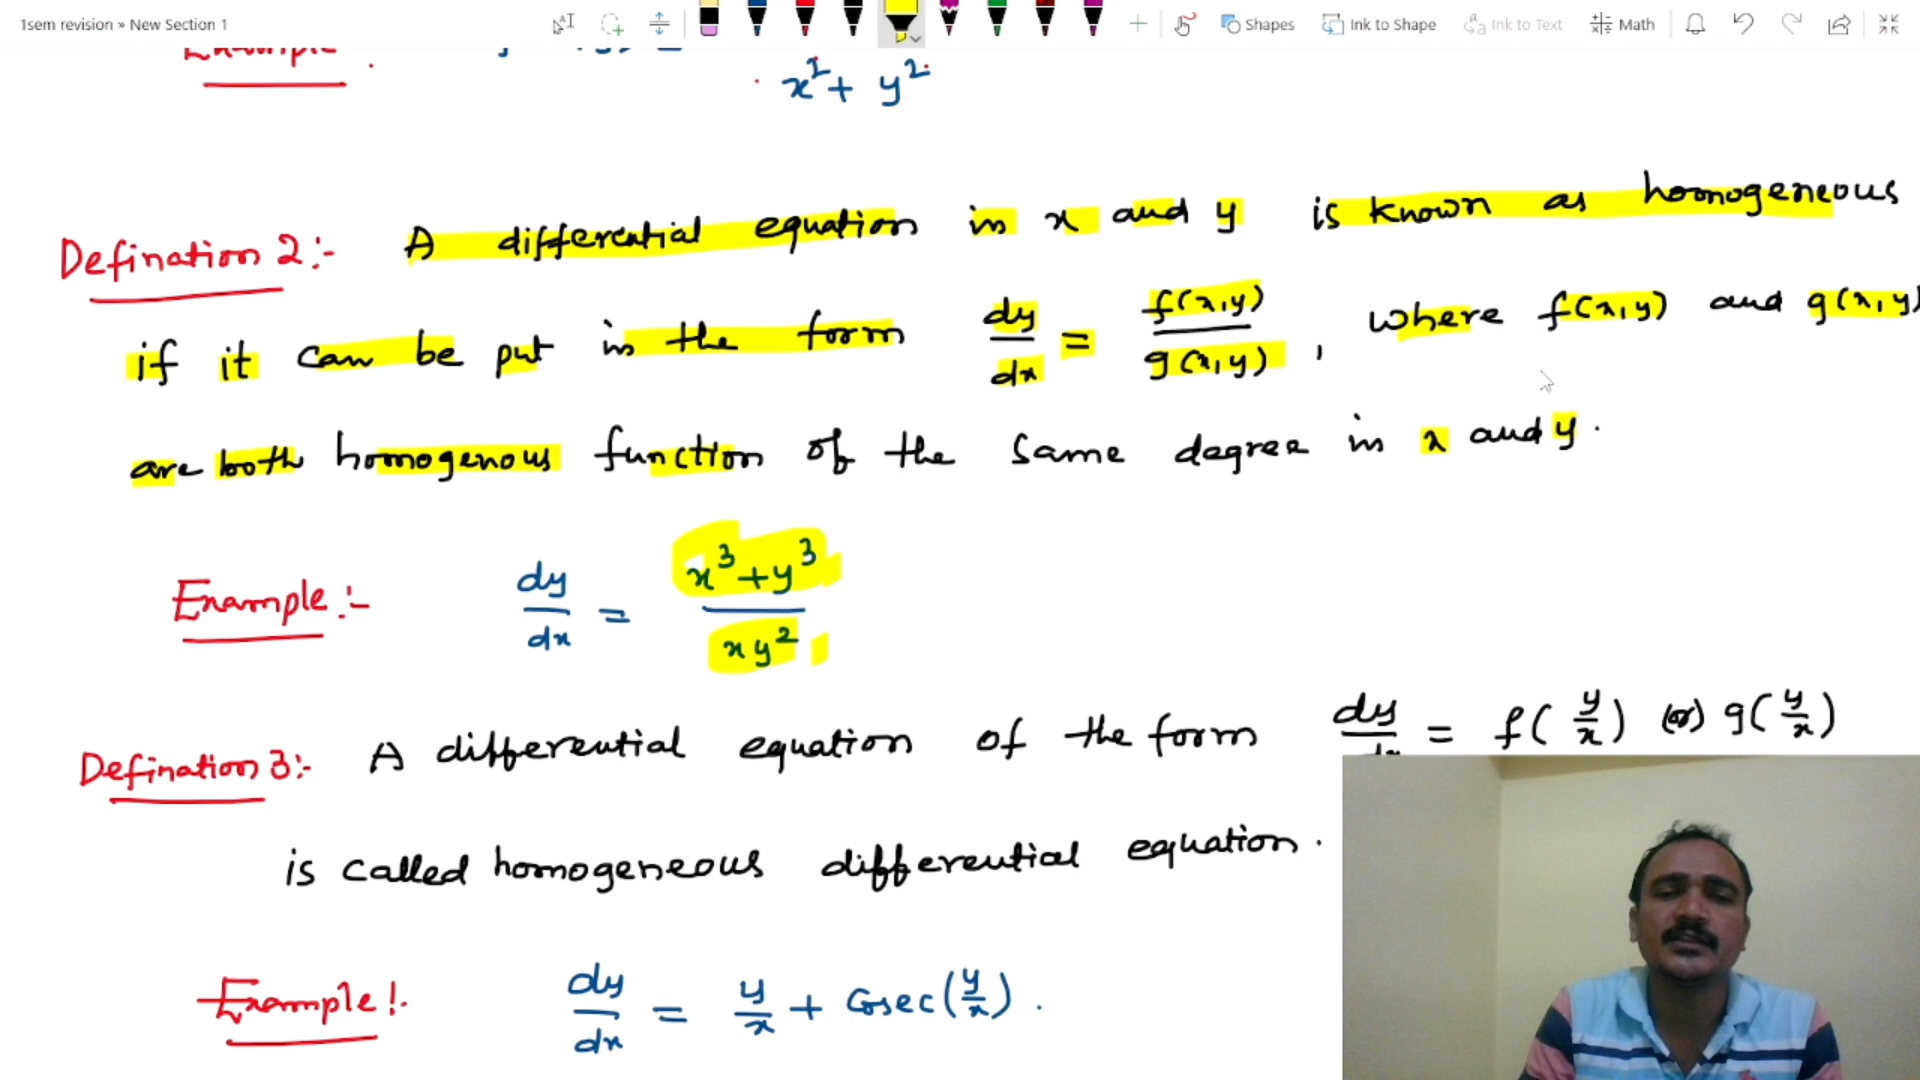 1sem revision » New Section 1
Shapes Ink to Shape Ink to Text Math
Example
x² + y²
Defination 2:- A differential equation in x and y is known as homogeneous
if it can be put in the form dy/dx = f(x,y)/g(x,y), where f(x,y) and g(x,y)
are both homogenous function of the same degree in x and y.
Example:- dy/dx = x³+y³/xy²
Defination 3:- A differential equation of the form dy/dx = f(y/x) (or) g(y/x)
is called homogeneous differential equation.
Example!- dy/dx = y/x + Cosec(y/x).